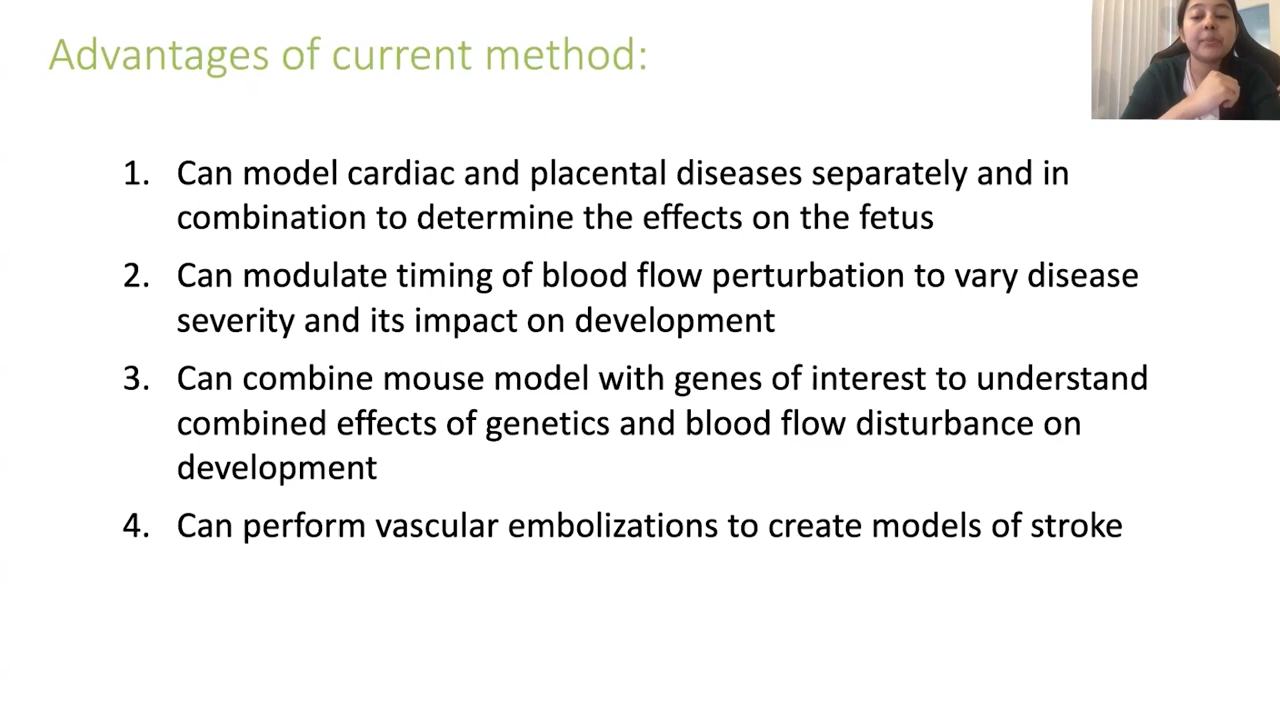 Advantages of current method:
1. Can model cardiac and placental diseases separately and in
combination to determine the effects on the fetus
2. Can modulate timing of blood flow perturbation to vary disease
severity and its impact on development
3. Can combine mouse model with genes of interest to understand
combined effects of genetics and blood flow disturbance on
development
4. Can perform vascular embolizations to create models of stroke